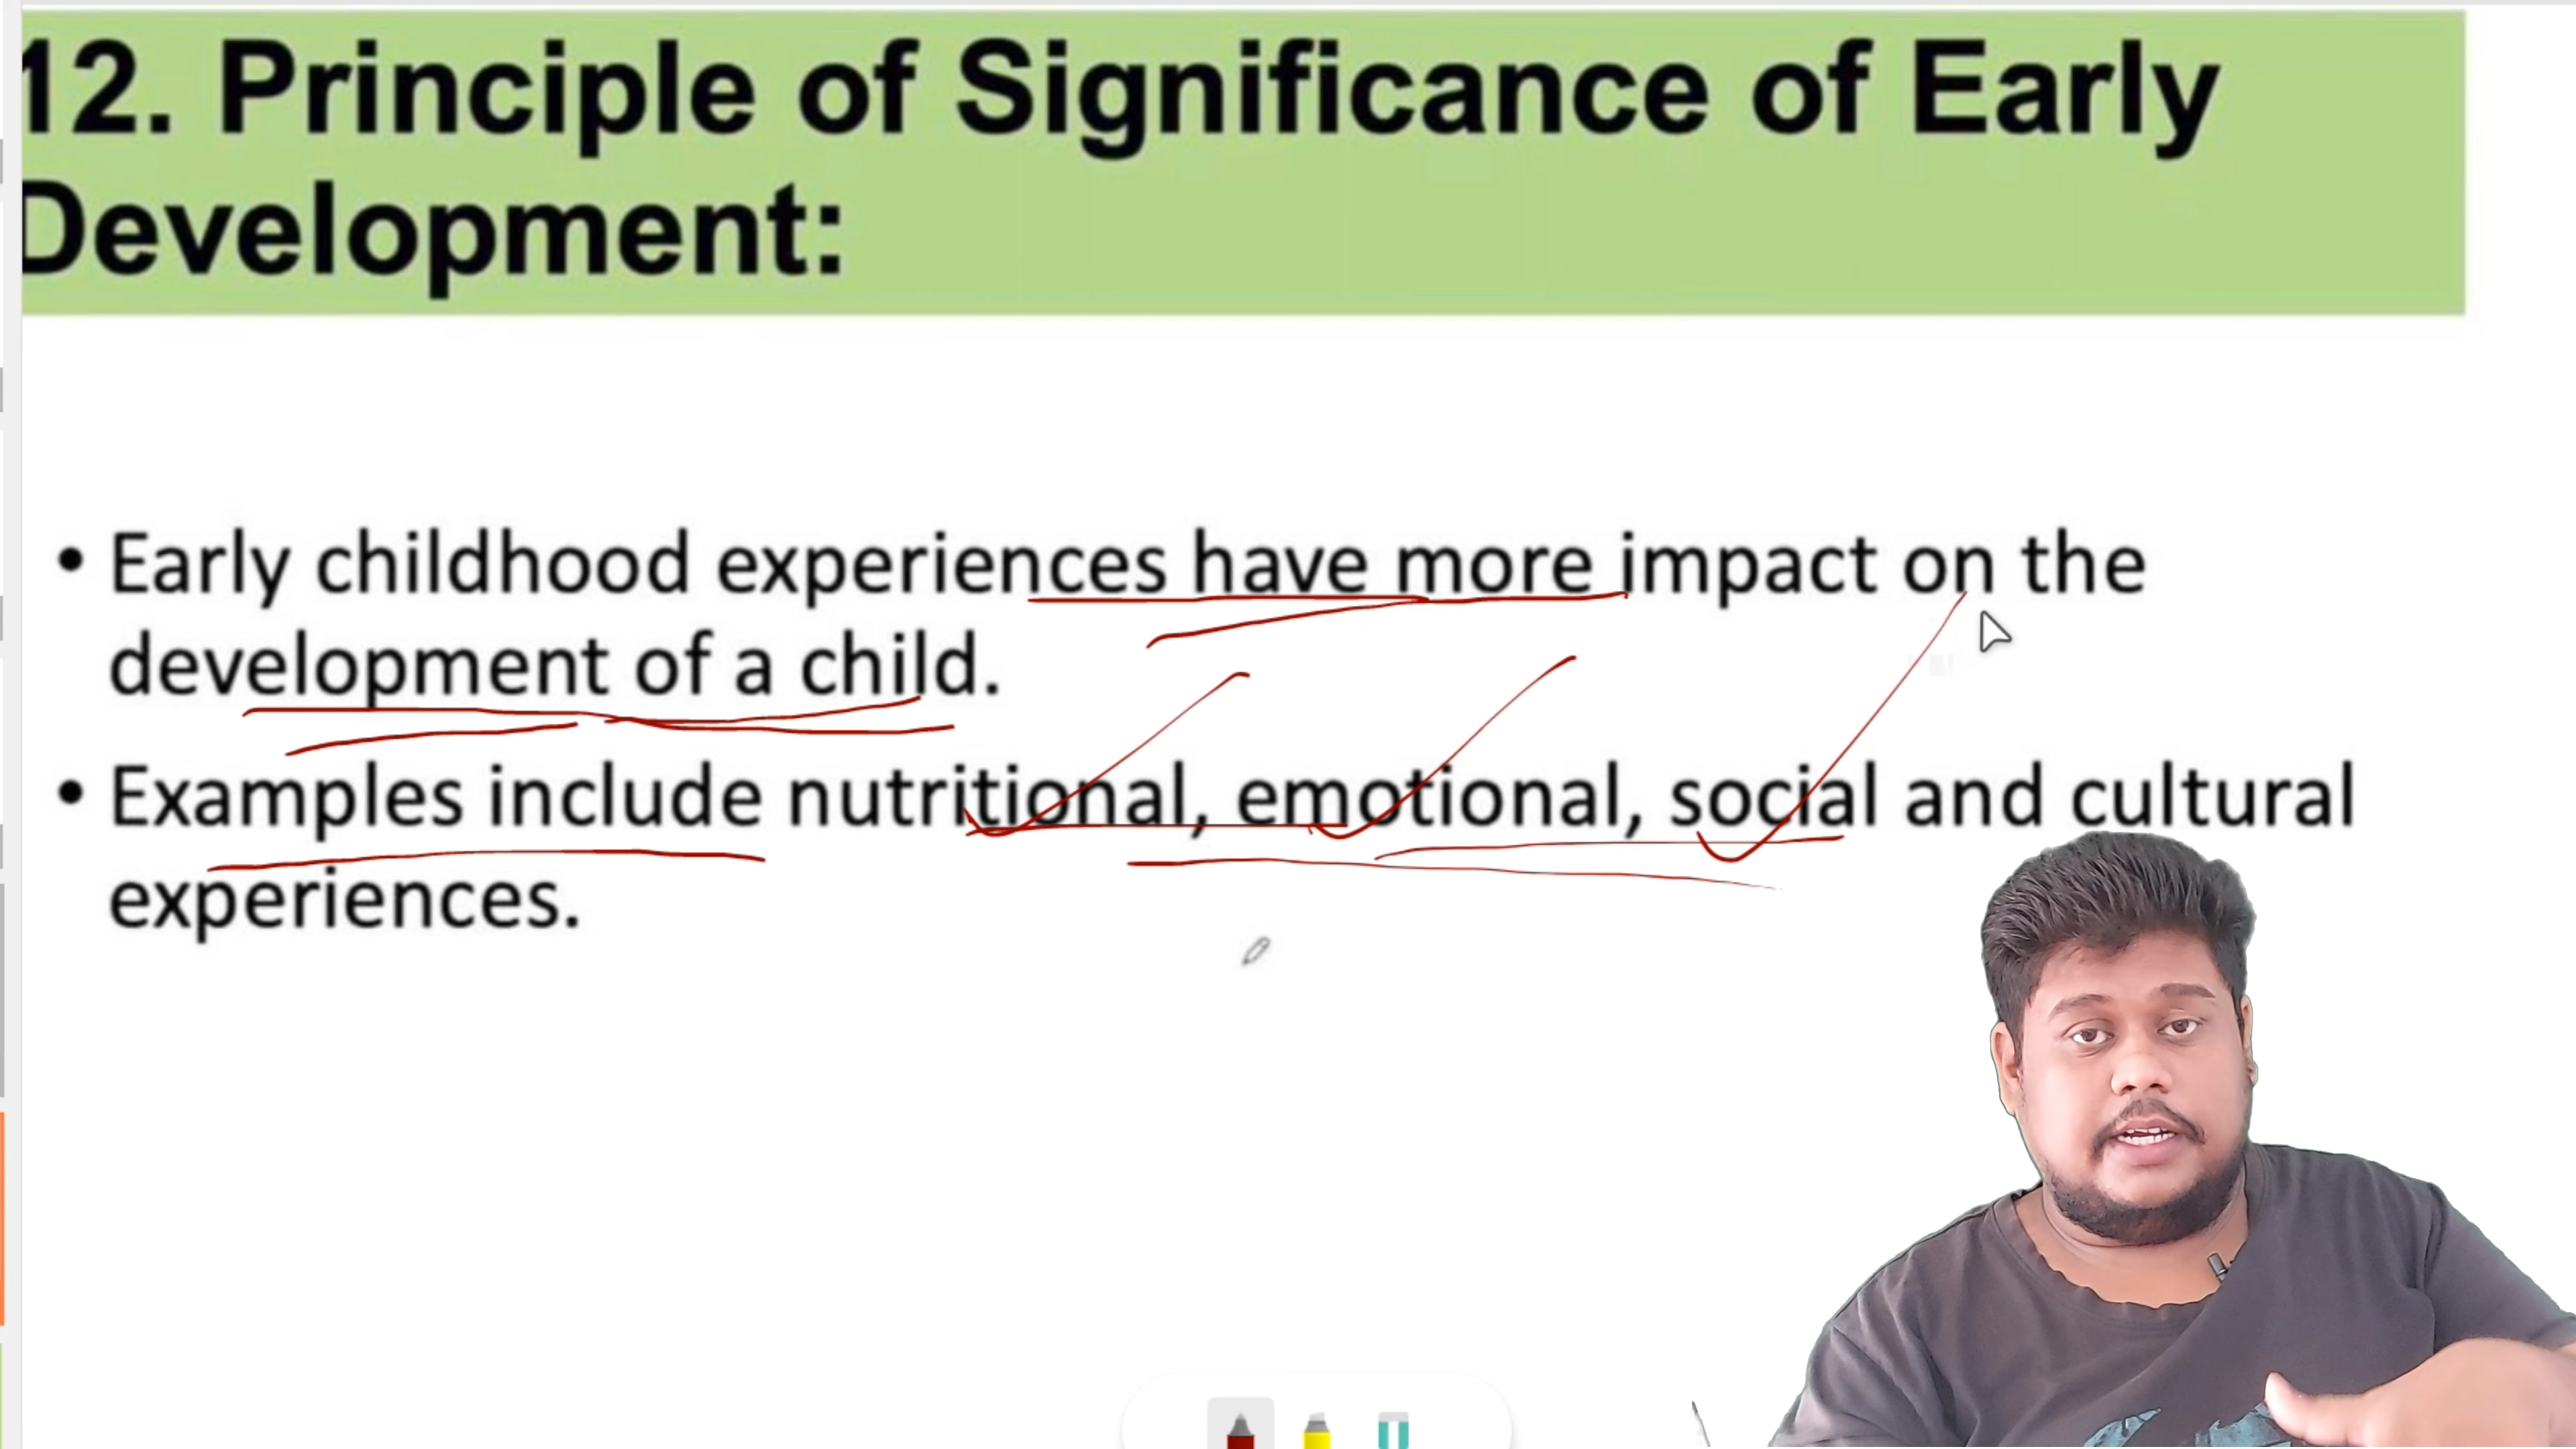 12. Principle of Significance of Early
Development:
• Early childhood experiences have more impact on the
development of a child.
• Examples include nutritional, emotional, social and cultural
experiences.